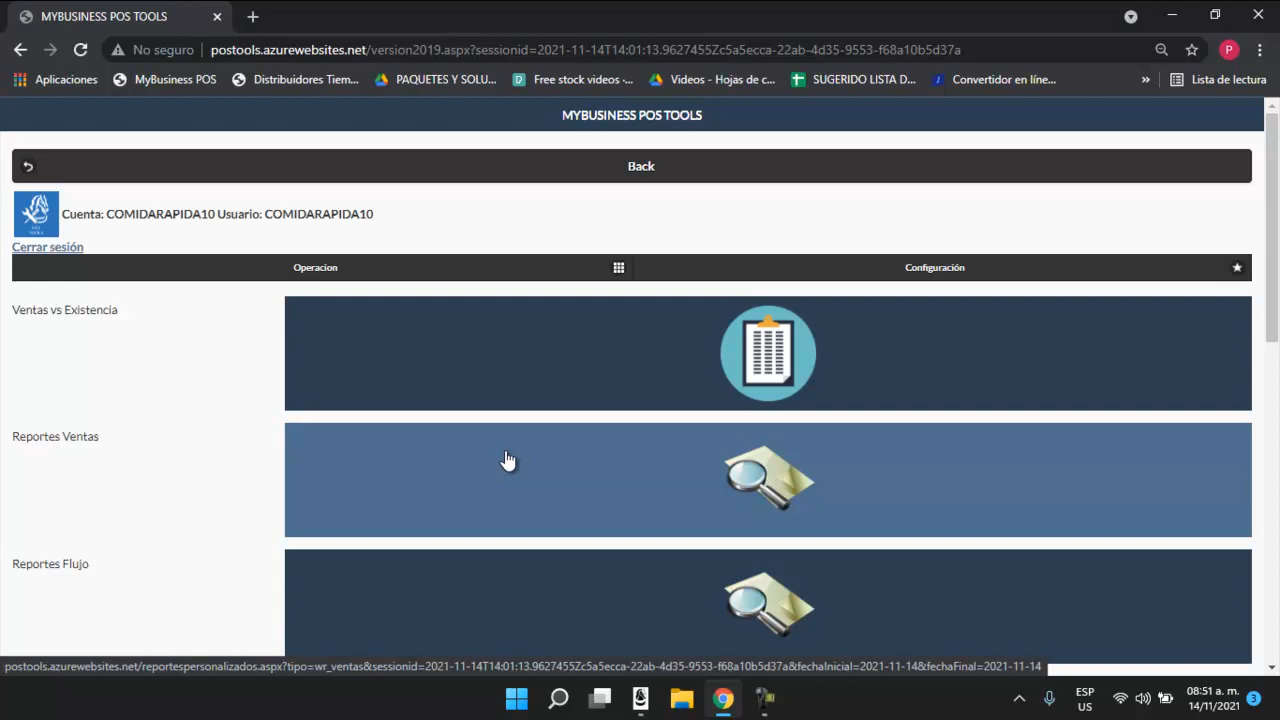 MYBUSINESS POS TOOLS
No seguro
postools.azurewebsites.net/version2019.aspx?sessionid=2021-11-14T14:01:13.9627455Zc5a5ecca-22ab-4d35-9553-f68a10b5d37a
P
Aplicaciones
MyBusiness POS
Distribuidores Tiem...
PAQUETES Y SOLU...
Free stock videos -...
Videos - Hojas de c...
SUGERIDO LISTA D...
Convertidor en líne...
»
Lista de lectura
MYBUSINESS POS TOOLS
Back
Cuenta: COMIDARAPIDA10 Usuario: COMIDARAPIDA10
Cerrar sesión
Operacion
Configuración
Ventas vs Existencia
Reportes Ventas
Reportes Flujo
postools.azurewebsites.net/reportespersonalizados.aspx?tipo=wr_ventas&sessionid=2021-11-14T14:01:13.9627455Zc5a5ecca-22ab-4d35-9553-f68a10b5d37a&fechaInicial=2021-11-14&fechaFinal=2021-11-14
ESP
US
08:51 a. m.
14/11/2021
3